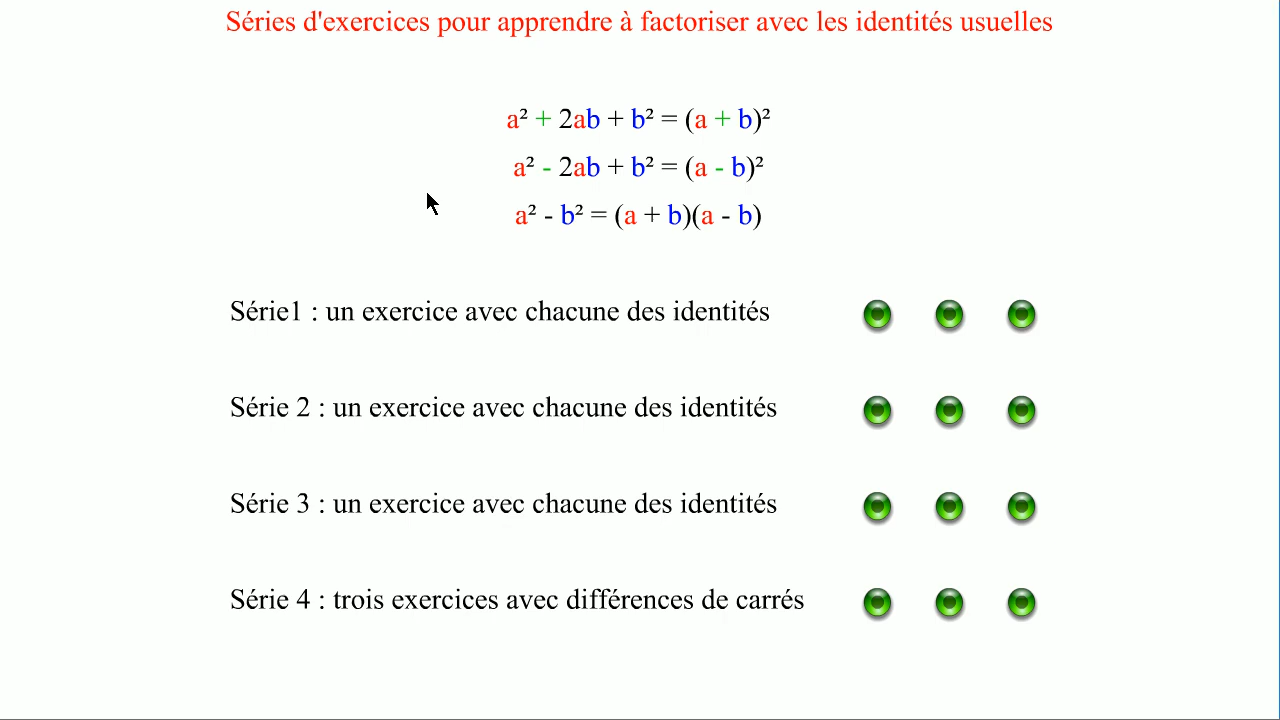 Séries d'exercices pour apprendre à factoriser avec les identités usuelles
a² + 2ab + b² = (a + b)²
a² - 2ab + b² = (a - b)²
a² - b² = (a + b)(a - b)
Série1 : un exercice avec chacune des identités
Série 2 : un exercice avec chacune des identités
Série 3 : un exercice avec chacune des identités
Série 4 : trois exercices avec différences de carrés